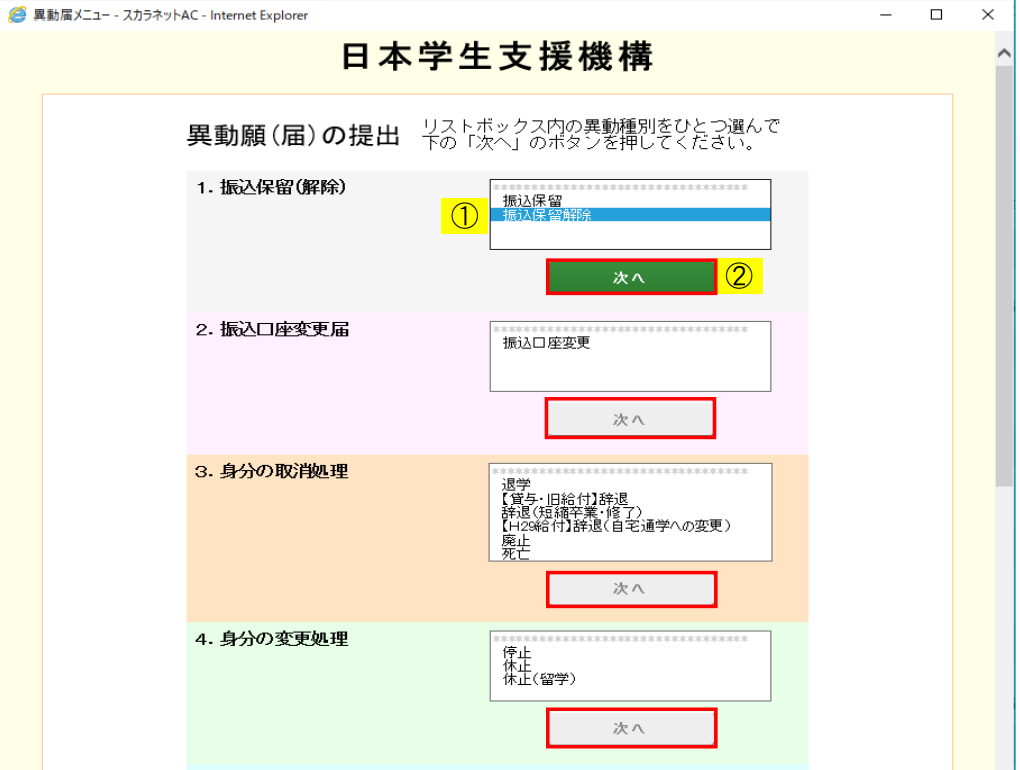 異動届メニュー - スカラネットAC - Internet Explorer
日本学生支援機構
異動願(届)の提出
リストボックス内の異動種別をひとつ選んで
下の「次へ」のボタンを押してください。
1. 振込保留(解除)
*********************************
振込保留
① 振込保留解除
次へ ②
2. 振込口座変更届
*********************************
振込口座変更
次へ
3. 身分の取消処理
*********************************
退学
【貸与・旧給付】辞退
辞退(短縮卒業・修了)
【H29給付】辞退(自宅通学への変更)
廃止
死亡
次へ
4. 身分の変更処理
*********************************
停止
休止
休止(留学)
次へ